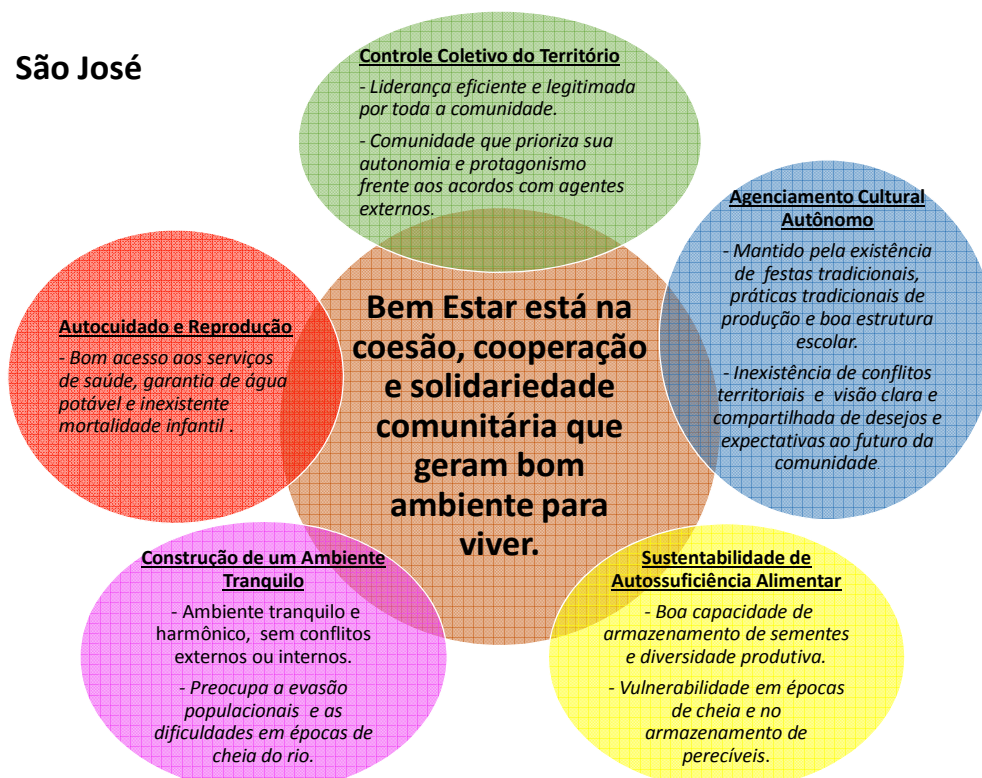 São José
Controle Coletivo do Território
- Liderança eficiente e legitimada
por toda a comunidade.
- Comunidade que prioriza sua
autonomia e protagonismo
frente aos acordos com agentes
externos.
Agenciamento Cultural
Autônomo
- Mantido pela existência
de festas tradicionais,
práticas tradicionais de
produção e boa estrutura
escolar.
- Inexistência de conflitos
territoriais e visão clara e
compartilhada de desejos e
expectativas ao futuro da
comunidade.
Bem Estar está na
coesão, cooperação
e solidariedade
comunitária que
geram bom
ambiente para
viver.
Autocuidado e Reprodução
- Bom acesso aos serviços
de saúde, garantia de água
potável e inexistente
mortalidade infantil .
Construção de um Ambiente
Tranquilo
- Ambiente tranquilo e
harmônico, sem conflitos
externos ou internos.
- Preocupa a evasão
populacionais e as
dificuldades em épocas de
cheia do rio.
Sustentabilidade de
Autossuficiência Alimentar
- Boa capacidade de
armazenamento de sementes
e diversidade produtiva.
- Vulnerabilidade em épocas
de cheia e no
armazenamento de
perecíveis.